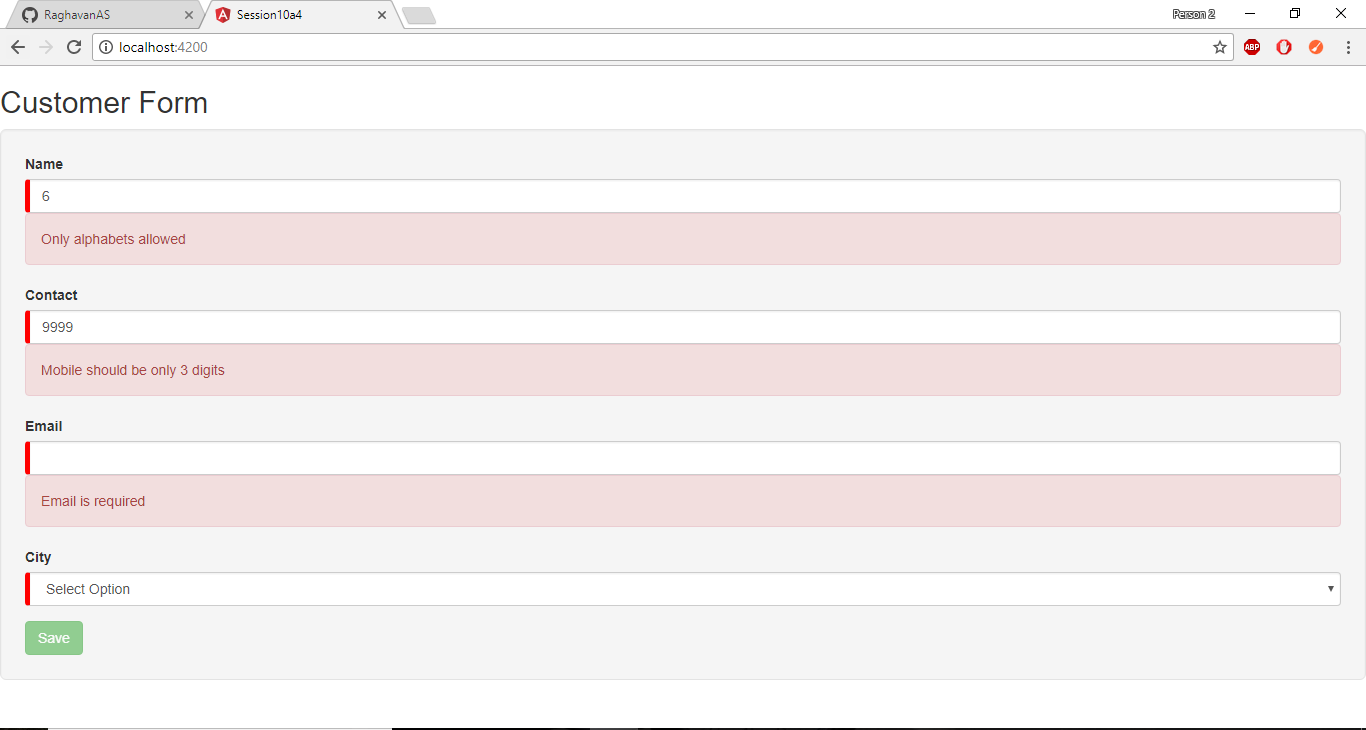 RaghavanAS
Session10a4
Person 2
localhost:4200
ABP
Customer Form
Name
6
Only alphabets allowed
Contact
9999
Mobile should be only 3 digits
Email
Email is required
City
Select Option
Save